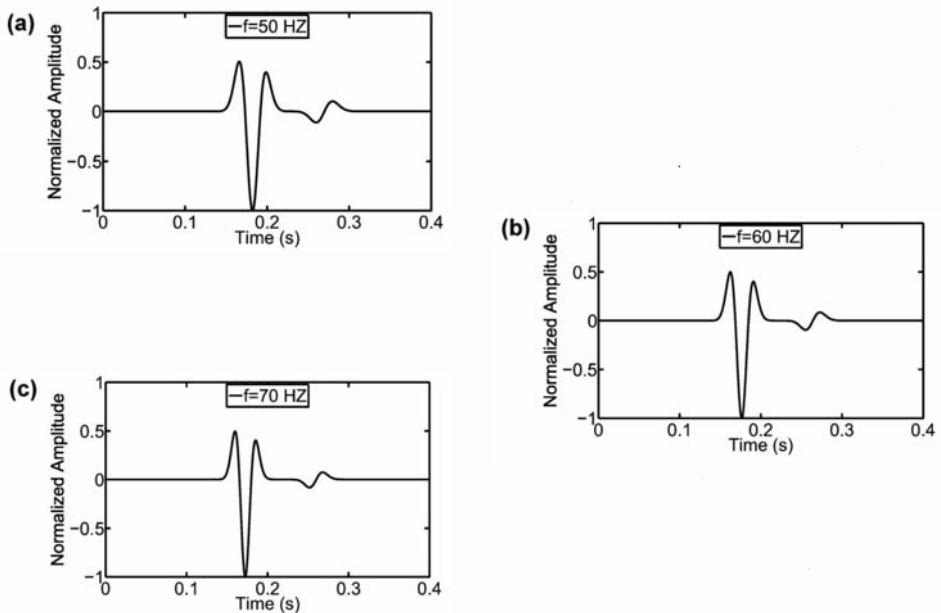 (a)
f=50 HZ
Normalized Amplitude
1
0.5
0
−0.5
−1
0 0.1 0.2 0.3 0.4
Time (s)
(b)
f=60 HZ
Normalized Amplitude
1
0.5
0
−0.5
−1
0 0.1 0.2 0.3 0.4
Time (s)
(c)
f=70 HZ
Normalized Amplitude
1
0.5
0
−0.5
−1
0 0.1 0.2 0.3 0.4
Time (s)